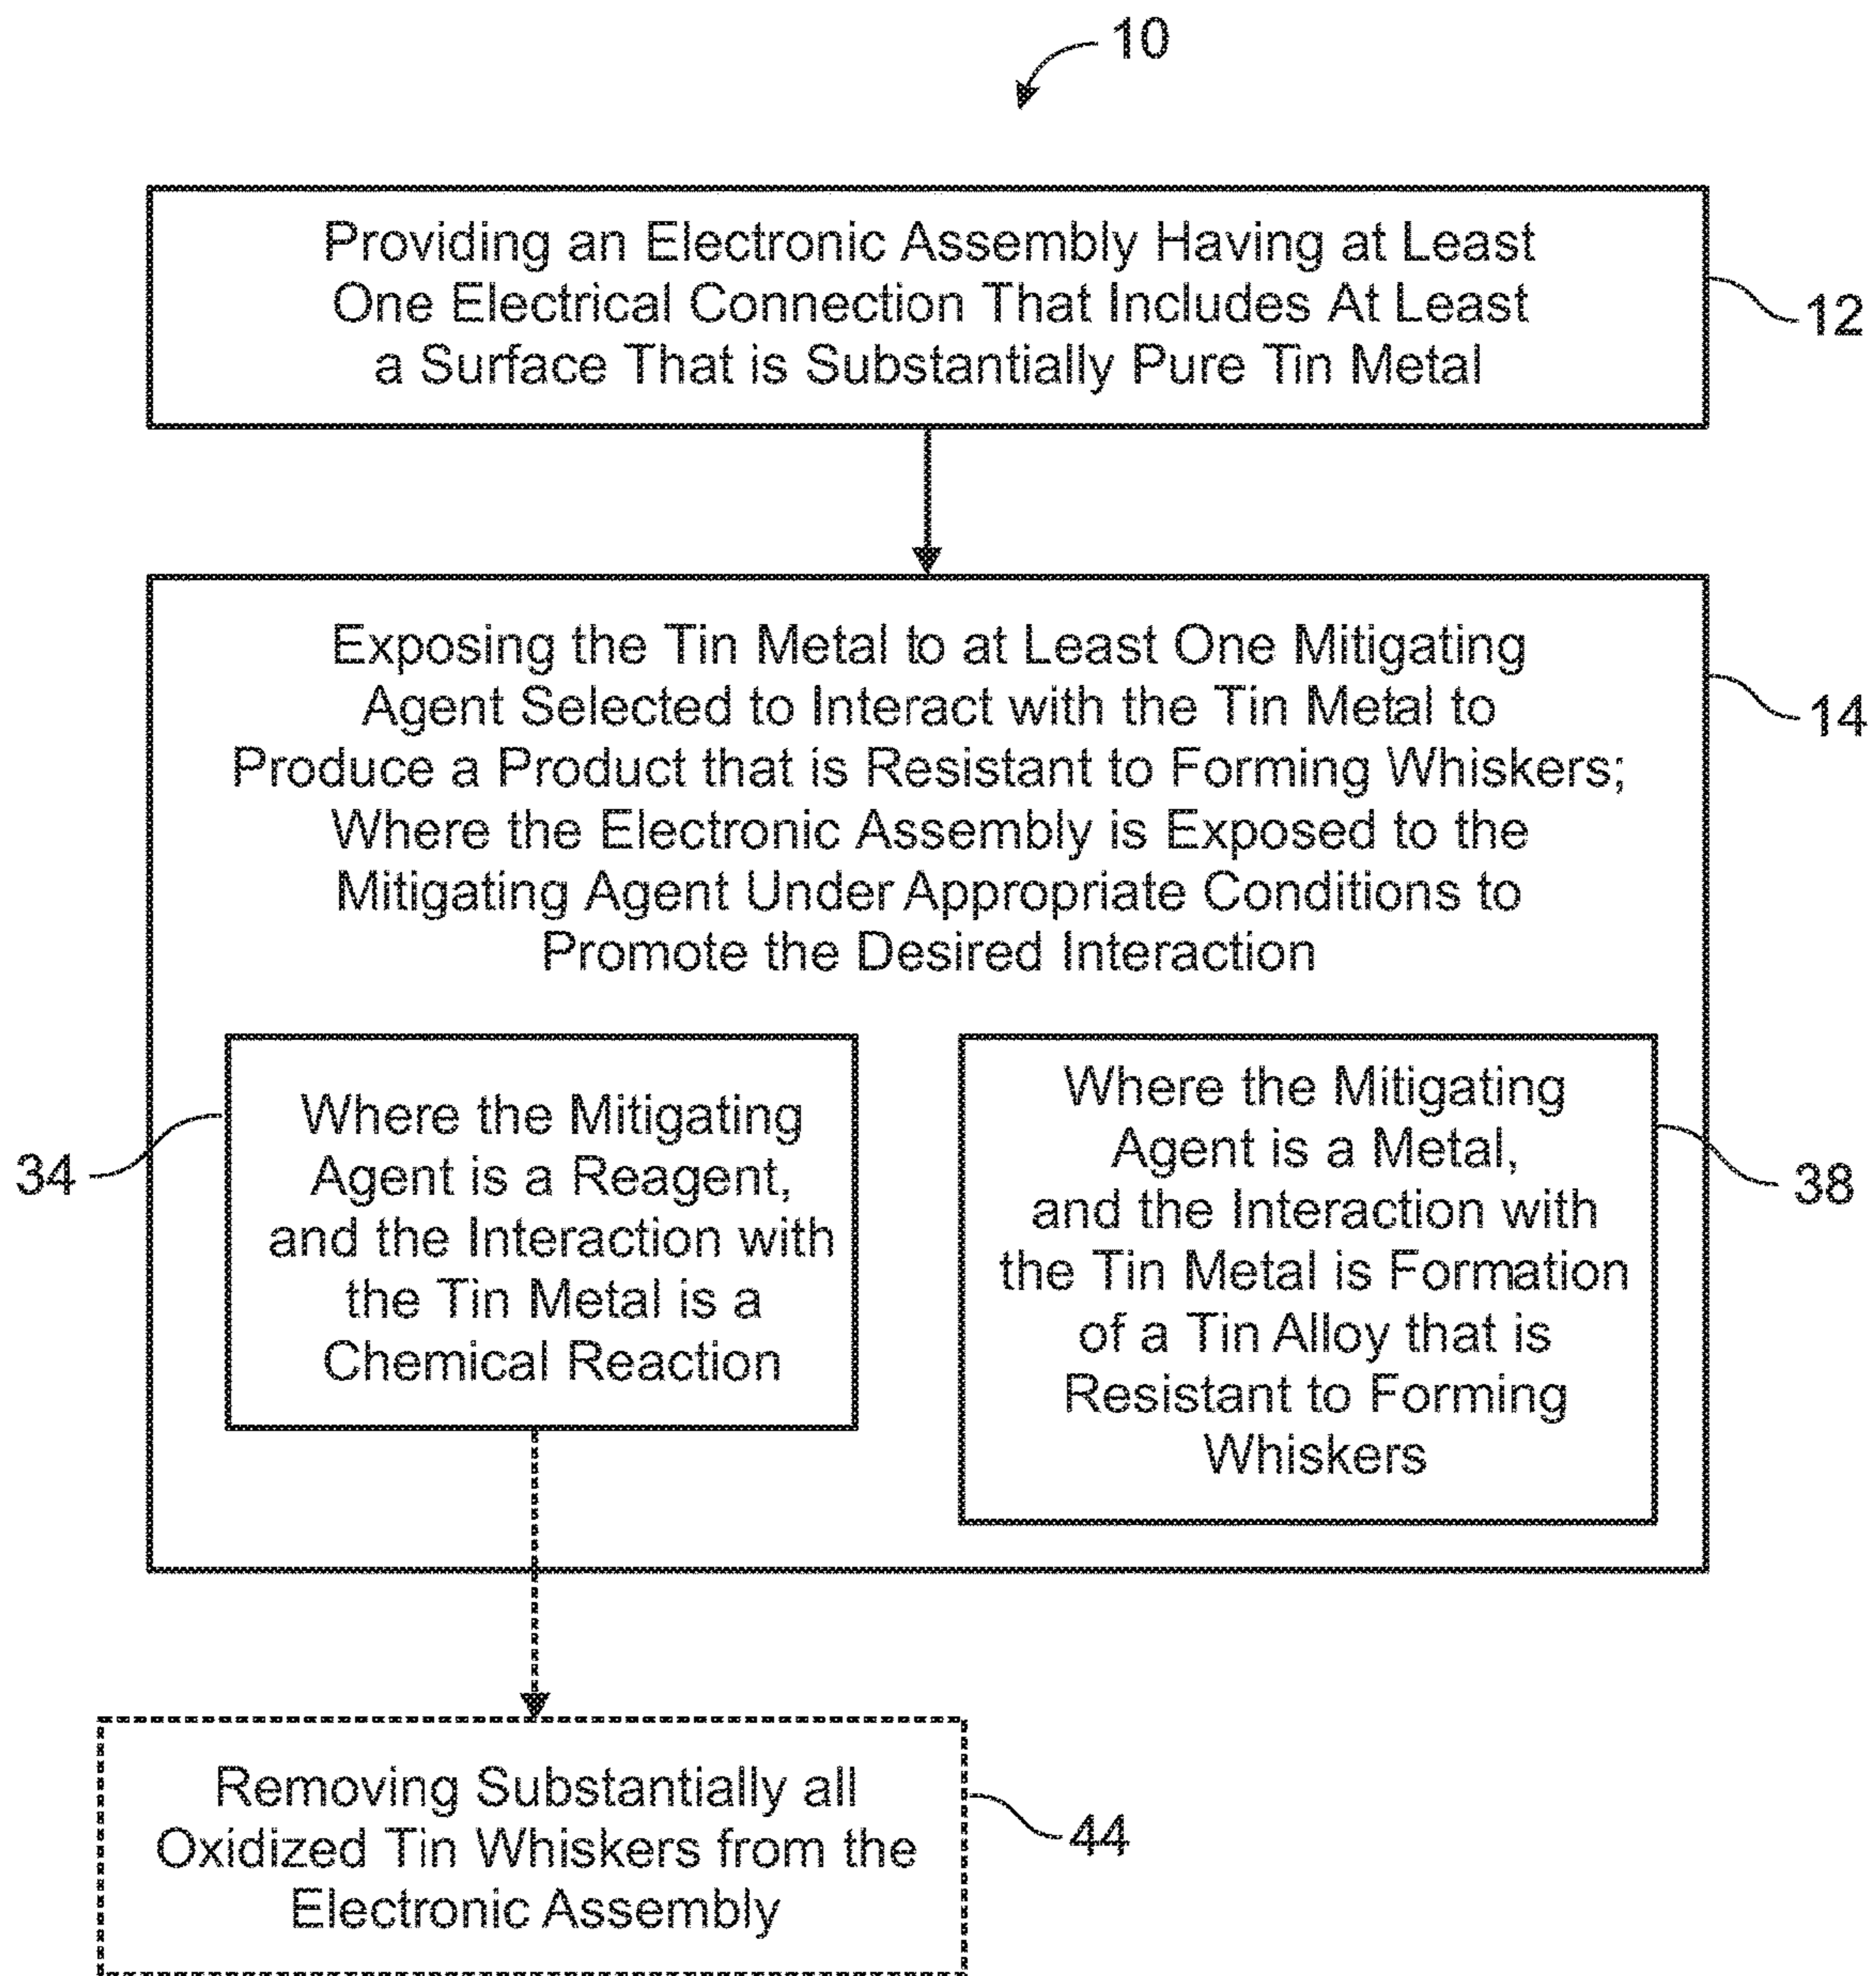 10
Providing an Electronic Assembly Having at Least
One Electrical Connection That Includes At Least
a Surface That is Substantially Pure Tin Metal
12
Exposing the Tin Metal to at Least One Mitigating
Agent Selected to Interact with the Tin Metal to
Produce a Product that is Resistant to Forming Whiskers;
Where the Electronic Assembly is Exposed to the
Mitigating Agent Under Appropriate Conditions to
Promote the Desired Interaction
14
Where the Mitigating
Agent is a Reagent,
and the Interaction with
the Tin Metal is a
Chemical Reaction
34
Where the Mitigating
Agent is a Metal,
and the Interaction with
the Tin Metal is Formation
of a Tin Alloy that is
Resistant to Forming
Whiskers
38
Removing Substantially all
Oxidized Tin Whiskers from the
Electronic Assembly
44